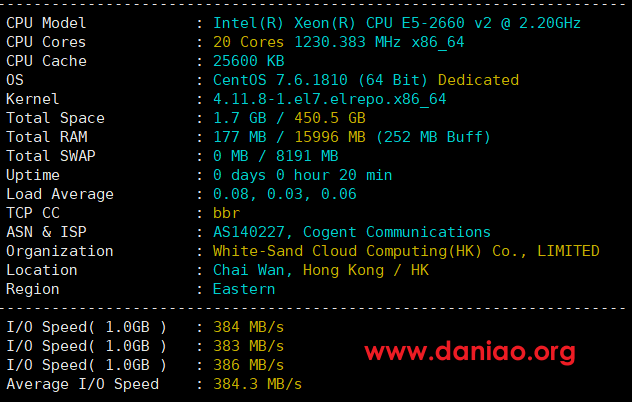 CPU Model : Intel(R) Xeon(R) CPU E5-2660 v2 @ 2.20GHz
CPU Cores : 20 Cores 1230.383 MHz x86_64
CPU Cache : 25600 KB
OS : CentOS 7.6.1810 (64 Bit) Dedicated
Kernel : 4.11.8-1.el7.elrepo.x86_64
Total Space : 1.7 GB / 450.5 GB
Total RAM : 177 MB / 15996 MB (252 MB Buff)
Total SWAP : 0 MB / 8191 MB
Uptime : 0 days 0 hour 20 min
Load Average : 0.08, 0.03, 0.06
TCP CC : bbr
ASN & ISP : AS140227, Cogent Communications
Organization : White-Sand Cloud Computing(HK) Co., LIMITED
Location : Chai Wan, Hong Kong / HK
Region : Eastern
I/O Speed( 1.0GB ) : 384 MB/s
I/O Speed( 1.0GB ) : 383 MB/s
I/O Speed( 1.0GB ) : 386 MB/s
Average I/O Speed : 384.3 MB/s
www.daniao.org